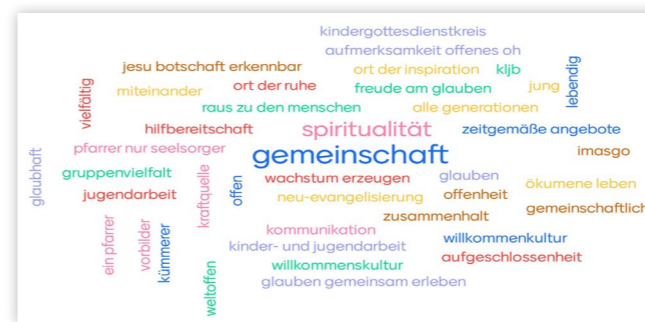 kindergottesdienstkreis
aufmerksamkeit offenes oh
jesu botschaft erkennbar
ort der inspiration
kljb
lebendig
vielfältig
miteinander
ort der ruhe
freude am glauben
jung
raus zu den menschen
alle generationen
hilfbereitschaft
spiritualität
zeitgemäße angebote
glaubhaft
pfarrer nur seelsorger
gemeinschaft
imasgo
gruppenvielfalt
kraftquelle
offen
wachstum erzeugen
glauben
ökumene leben
jugendarbeit
neu-evangelisierung
offenheit
gemeinschaftlich
zusammenhalt
ein pfarrer
vorbilder
kümmerer
kommunikation
willkommenkultur
kinder- und jugendarbeit
aufgeschlossenheit
weltoffen
willkommenskultur
glauben gemeinsam erleben